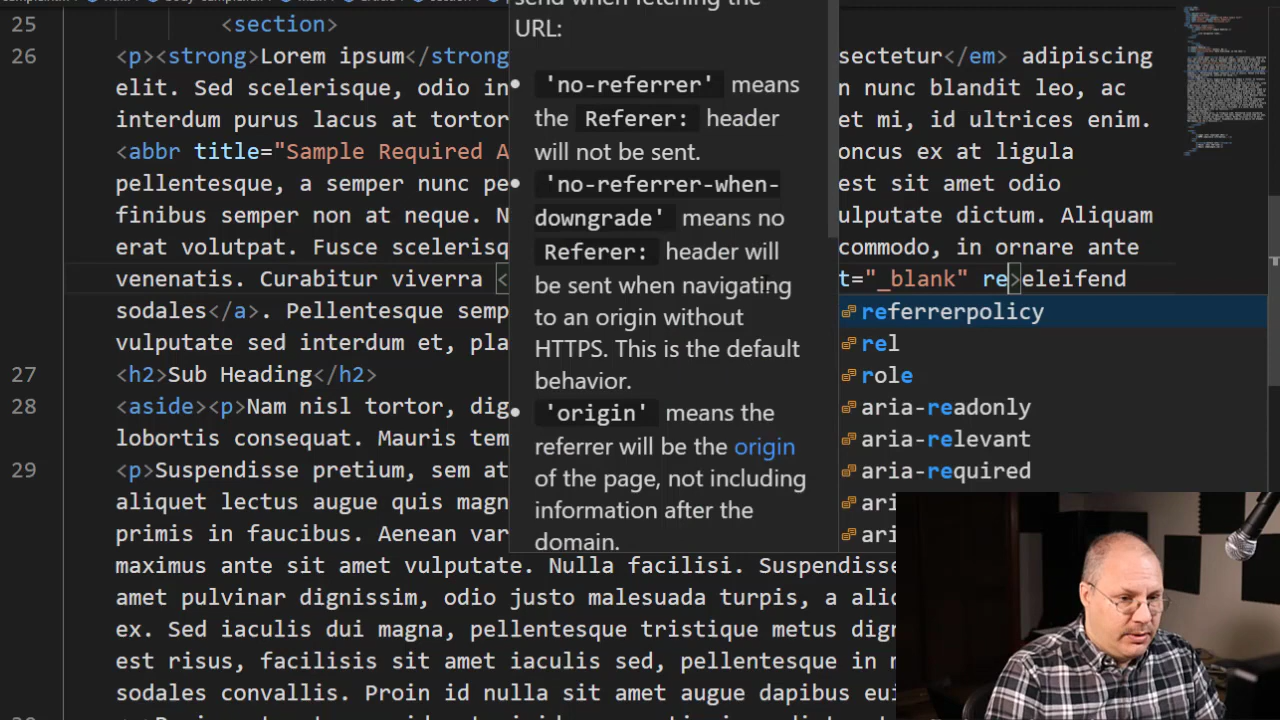 25 <section>
send when fetching the
URL:
26 <p><strong>Lorem ipsum</strong sectetur</em> adipiscing
elit. Sed scelerisque, odio in n nunc blandit leo, ac
interdum purus lacus at tortor et mi, id ultrices enim.
<abbr title="Sample Required A oncus ex at ligula
pellentesque, a semper nunc pe est sit amet odio
finibus semper non at neque. N ulputate dictum. Aliquam
erat volutpat. Fusce scelerisq commodo, in ornare ante
venenatis. Curabitur viverra < t="_blank" re>eleifend
sodales</a>. Pellentesque semp
vulputate sed interdum et, pla
27 <h2>Sub Heading</h2>
28 <aside><p>Nam nisl tortor, dig
lobortis consequat. Mauris tem
29 <p>Suspendisse pretium, sem at
aliquet lectus augue quis magn
primis in faucibus. Aenean var
maximus ante sit amet vulputate. Nulla facilisi. Suspendisse
amet pulvinar dignissim, odio justo malesuada turpis, a alic
ex. Sed iaculis dui magna, pellentesque tristique metus dign
est risus, facilisis sit amet iaculis sed, pellentesque in m
sodales convallis. Proin id nulla sit amet augue dapibus eui
• 'no-referrer' means
the Referer: header
will not be sent.
• 'no-referrer-when-
downgrade' means no
Referer: header will
be sent when navigating
to an origin without
HTTPS. This is the default
behavior.
• 'origin' means the
referrer will be the origin
of the page, not including
information after the
domain.
referrerpolicy
rel
role
aria-readonly
aria-relevant
aria-required
ari
ari